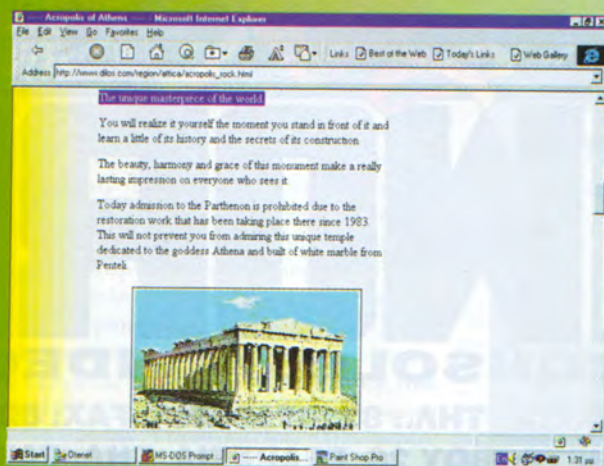 Acropolis of Athena ---- Microsoft Internet Explorer
File Edit View Go Favorites Help
Links Best of the Web Today's Links Web Gallery
Address http://www.dilos.com/region/attica/acropolis_rock.html
The unique masterpiece of the world.
You will realize it yourself the moment you stand in front of it and
learn a little of its history and the secrets of its construction
The beauty, harmony and grace of this monument make a really
lasting impression on everyone who sees it
Today admission to the Parthenon is prohibited due to the
restoration work that has been taking place there since 1983.
This will not prevent you from admiring this unique temple
dedicated to the goddess Athena and built of white marble from
Penteli.
Start Otenet MS-DOS Prompt ---- Acropolis... Paint Shop Pro 1:31 μμ